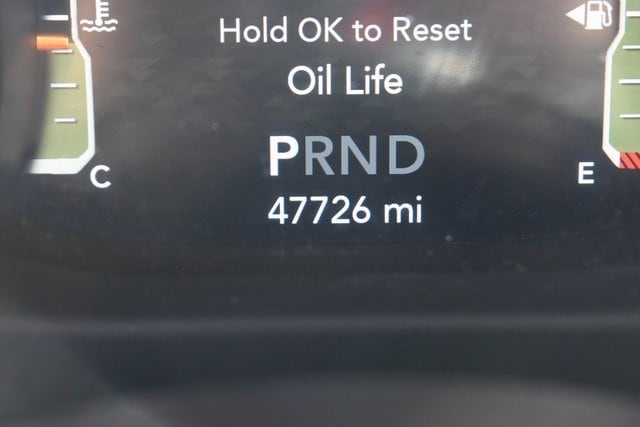 Hold OK to Reset
Oil Life
PRND
C
E
47726 mi